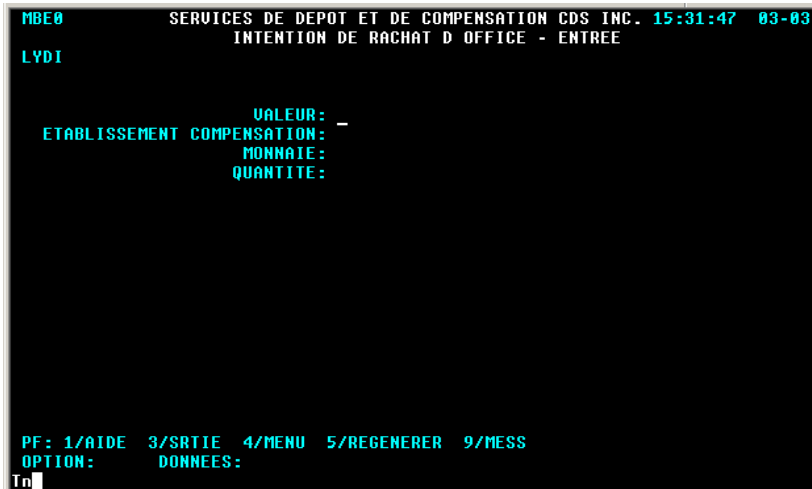 MBE0 SERVICES DE DEPOT ET DE COMPENSATION CDS INC. 15:31:47 03-03
INTENTION DE RACHAT D OFFICE - ENTREE
LYDI
VALEUR: _
ETABLISSEMENT COMPENSATION:
MONNAIE:
QUANTITE:
PF: 1/AIDE 3/SRTIE 4/MENU 5/REGENERER 9/MESS
OPTION: DONNEES:
Tn